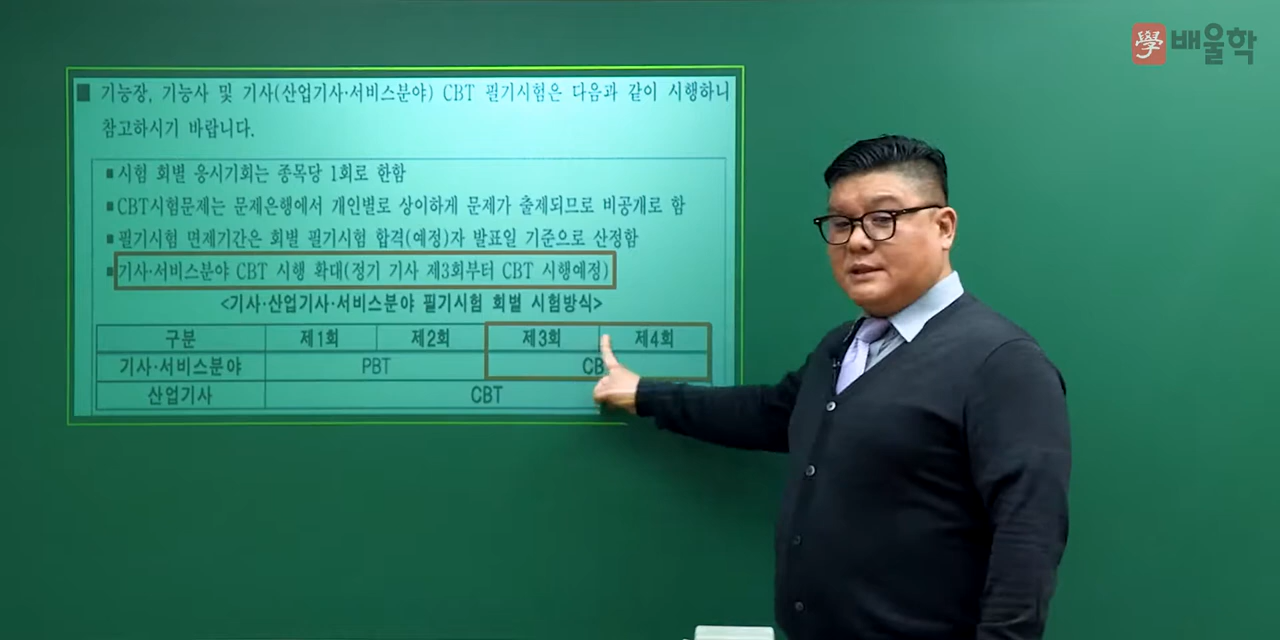 學 배울학
■ 기능장, 기능사 및 기사(산업기사·서비스분야) CBT 필기시험은 다음과 같이 시행하니
참고하시기 바랍니다.
▪시험 회별 응시기회는 종목당 1회로 한함
▪CBT시험문제는 문제은행에서 개인별로 상이하게 문제가 출제되므로 비공개로 함
▪필기시험 면제기간은 회별 필기시험 합격(예정)자 발표일 기준으로 산정함
▪기사·서비스분야 CBT 시행 확대(정기 기사 제3회부터 CBT 시행예정)
<기사·산업기사·서비스분야 필기시험 회별 시험방식>
구분 제1회 제2회 제3회 제4회
기사·서비스분야 PBT CB
산업기사 CBT